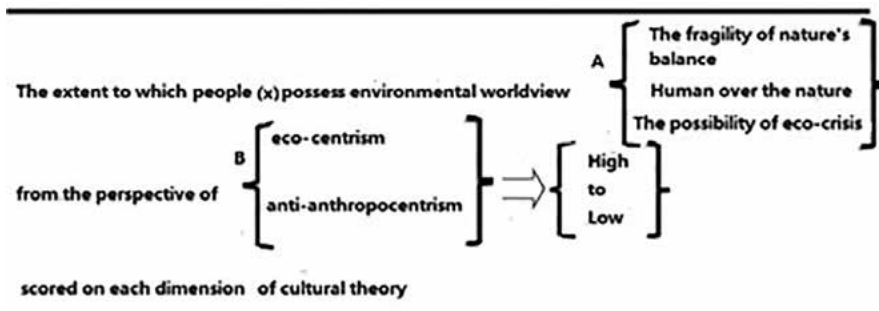 The fragility of nature's
balance
A
Human over the nature
The extent to which people (x) possess environmental worldview
The possibility of eco-crisis
B
eco-centrism
High
to
Low
from the perspective of
anti-anthropocentrism
scored on each dimension of cultural theory